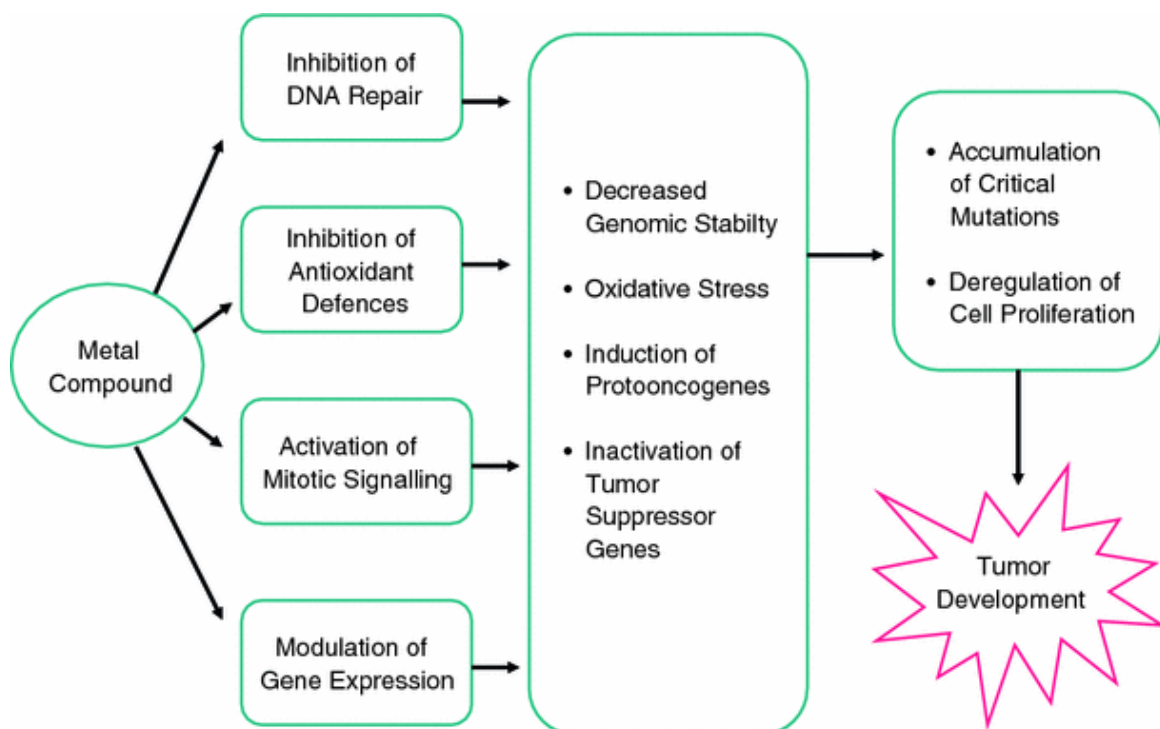 Inhibition of
DNA Repair
Inhibition of
Antioxidant
Defences
Metal
Compound
Activation of
Mitotic Signalling
Modulation of
Gene Expression
• Decreased
Genomic Stabilty
• Oxidative Stress
• Induction of
Protooncogenes
• Inactivation of
Tumor
Suppressor
Genes
• Accumulation
of Critical
Mutations
• Deregulation of
Cell Proliferation
Tumor
Development